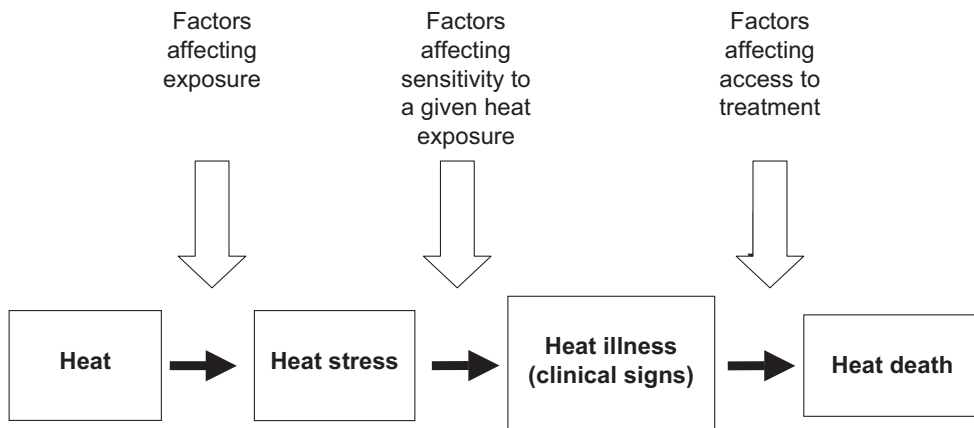 Factors
affecting
exposure
Factors
affecting
sensitivity to
a given heat
exposure
Factors
affecting
access to
treatment
Heat
Heat stress
Heat illness
(clinical signs)
Heat death